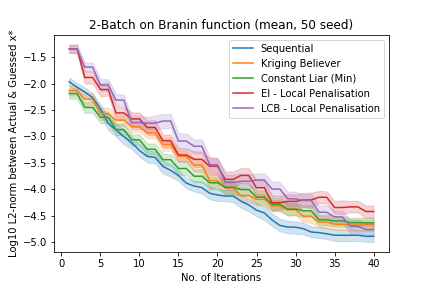 2-Batch on Branin function (mean, 50 seed)
Log10 L2-norm between Actual & Guessed x*
−1.5
−2.0
−2.5
−3.0
−3.5
−4.0
−4.5
−5.0
Sequential
Kriging Believer
Constant Liar (Min)
EI - Local Penalisation
LCB - Local Penalisation
0 5 10 15 20 25 30 35 40
No. of Iterations